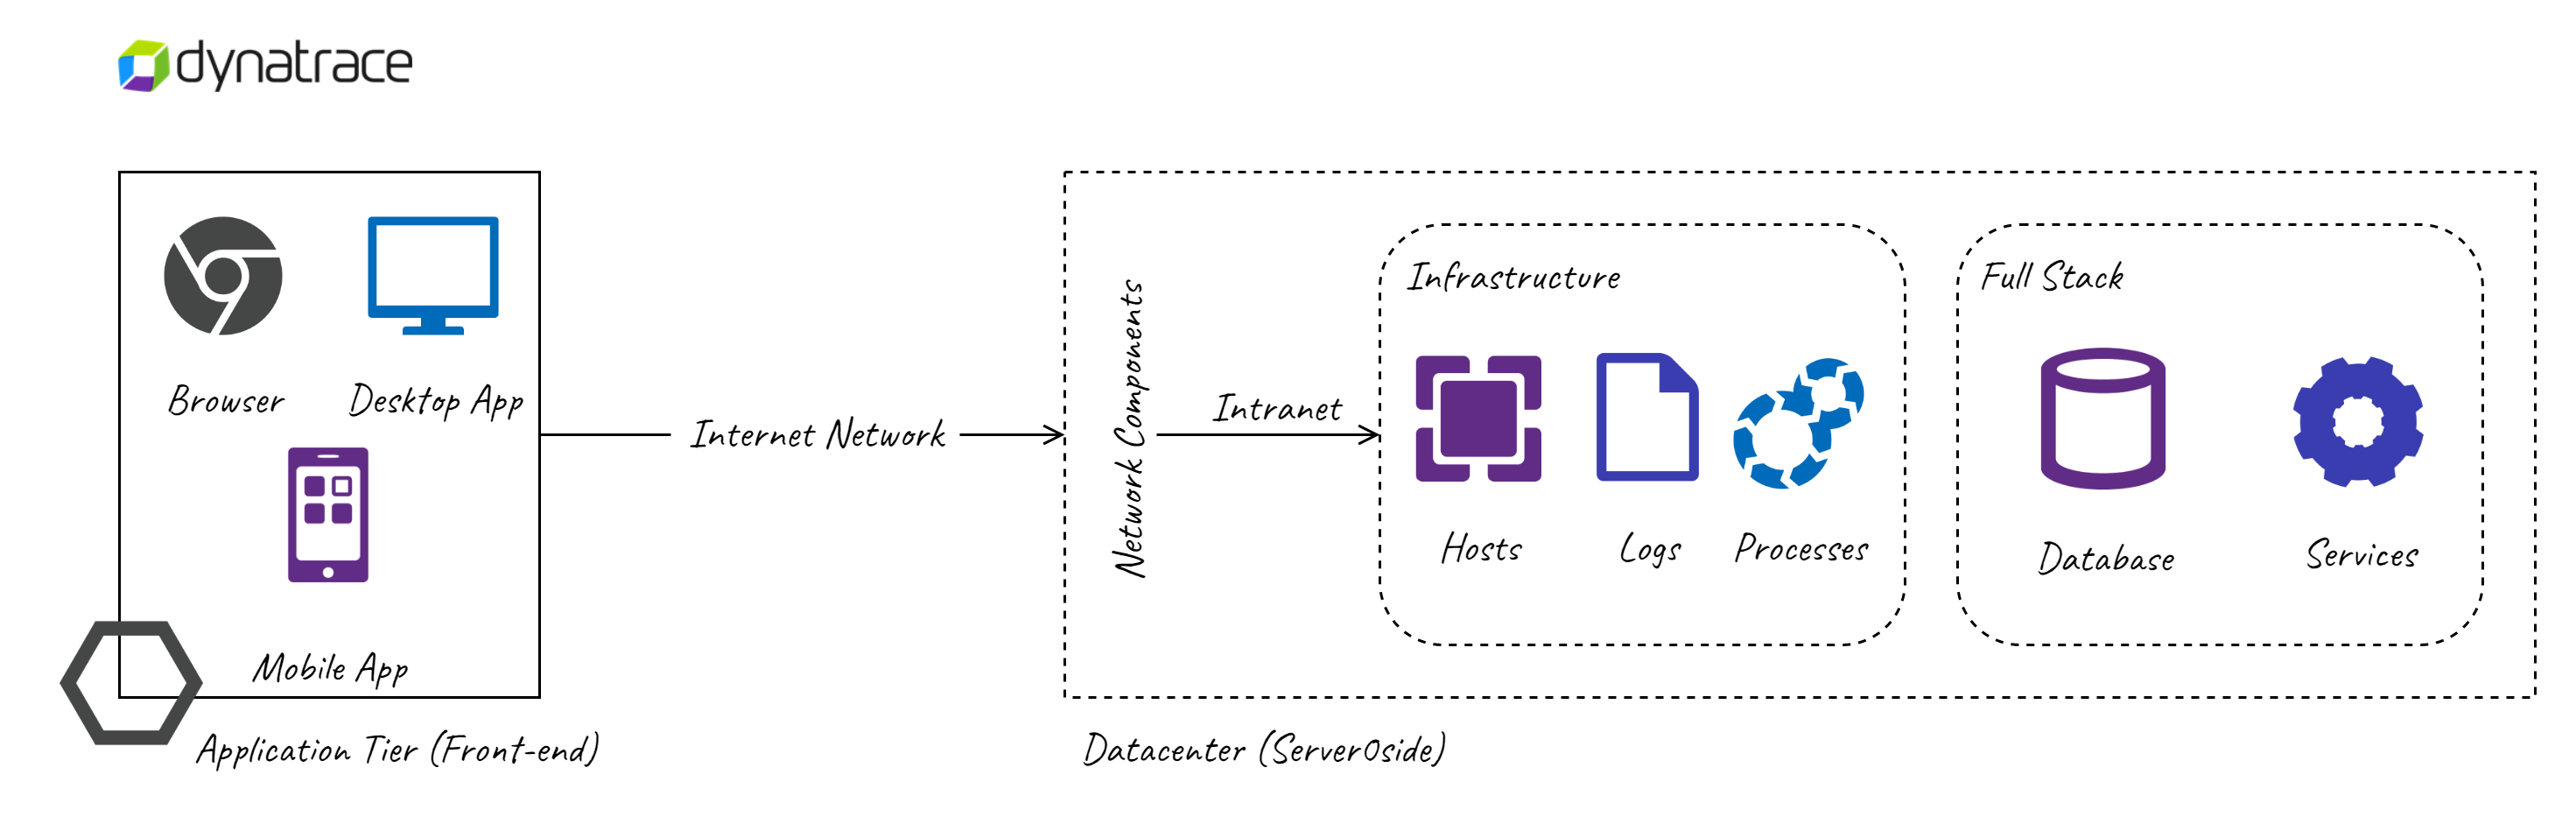 dynatrace
Browser
Desktop App
Mobile App
Application Tier (Front-end)
Internet Network
Network Components
Intranet
Infrastructure
Hosts
Logs
Processes
Full Stack
Database
Services
Datacenter (Server0side)